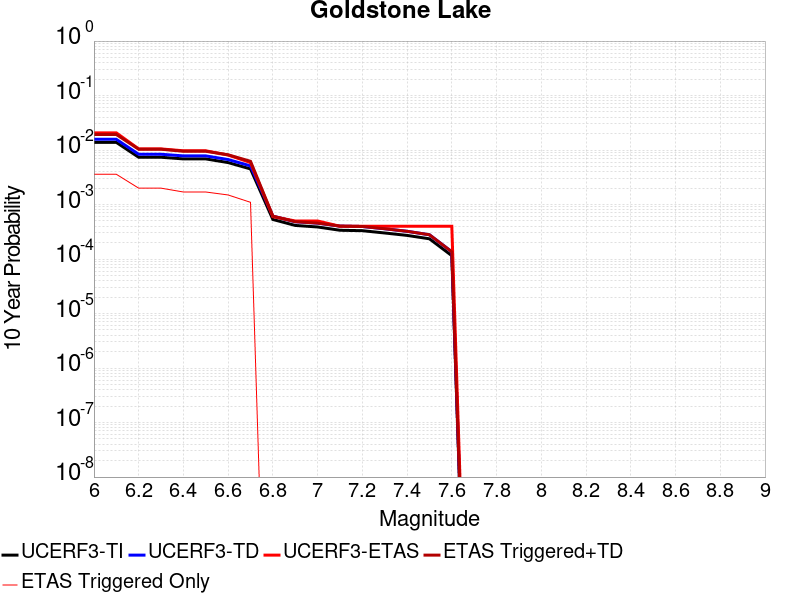 Goldstone Lake
10 Year Probability
10^0
10^-1
10^-2
10^-3
10^-4
10^-5
10^-6
10^-7
10^-8
6 6.2 6.4 6.6 6.8 7 7.2 7.4 7.6 7.8 8 8.2 8.4 8.6 8.8 9
Magnitude
UCERF3-TI UCERF3-TD UCERF3-ETAS ETAS Triggered+TD
ETAS Triggered Only